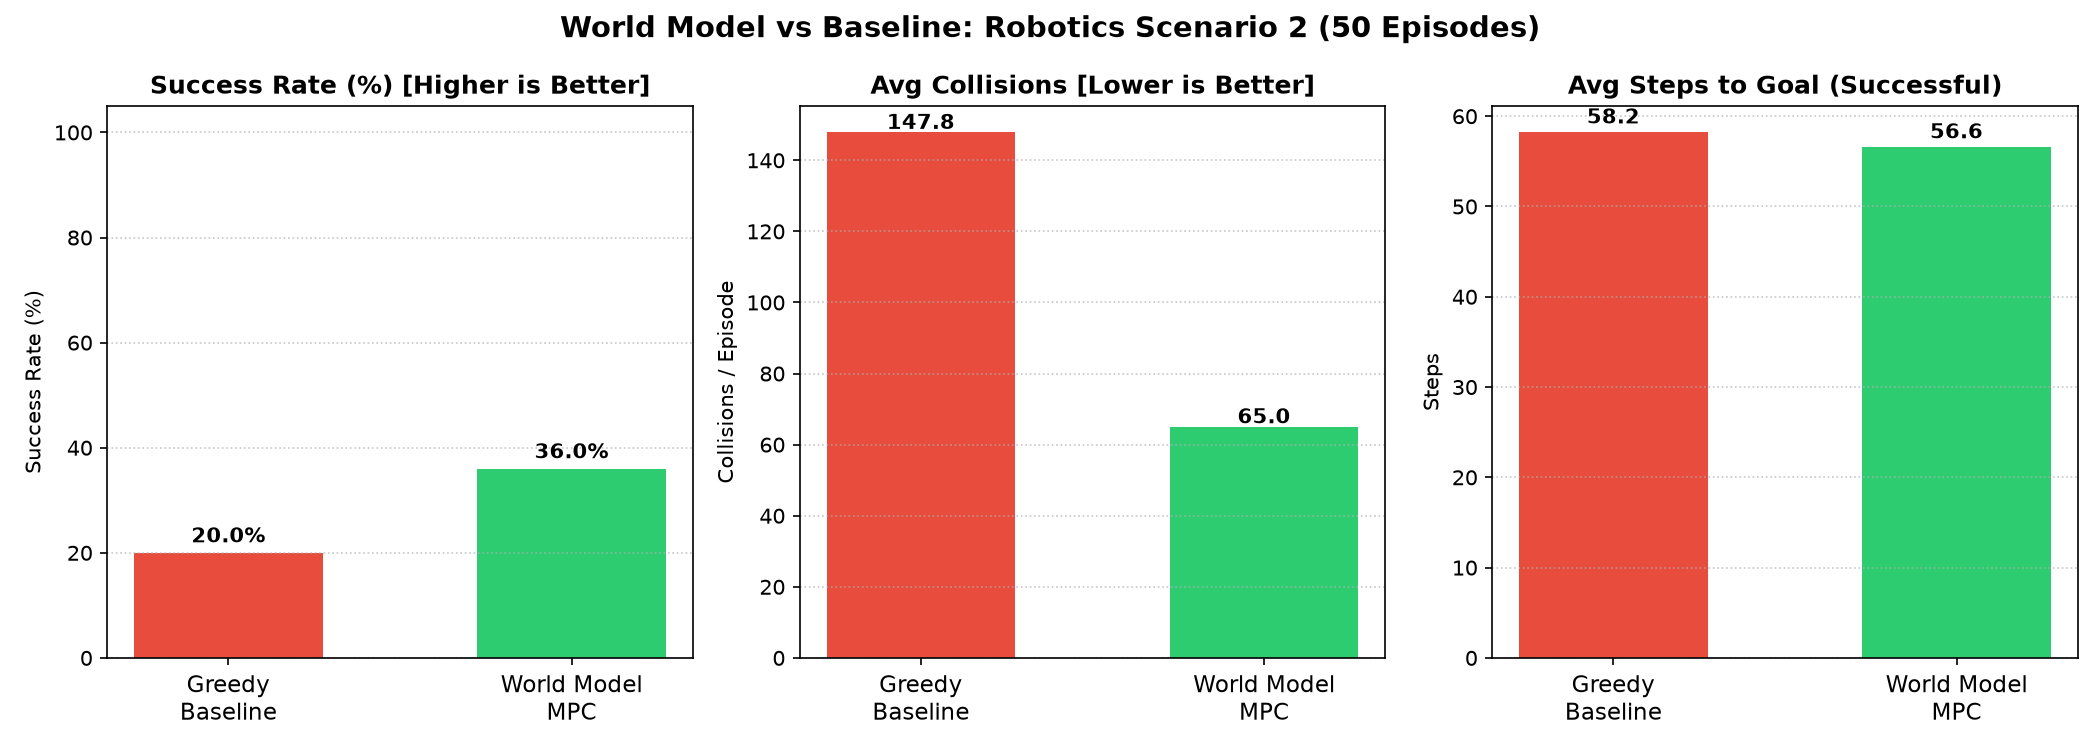 World Model vs Baseline: Robotics Scenario 2 (50 Episodes)
Success Rate (%) [Higher is Better]
Success Rate (%)
100
80
60
40
20
0
20.0%
36.0%
Greedy
Baseline
World Model
MPC
Avg Collisions [Lower is Better]
Collisions / Episode
140
120
100
80
60
40
20
0
147.8
65.0
Greedy
Baseline
World Model
MPC
Avg Steps to Goal (Successful)
Steps
60
50
40
30
20
10
0
58.2
56.6
Greedy
Baseline
World Model
MPC